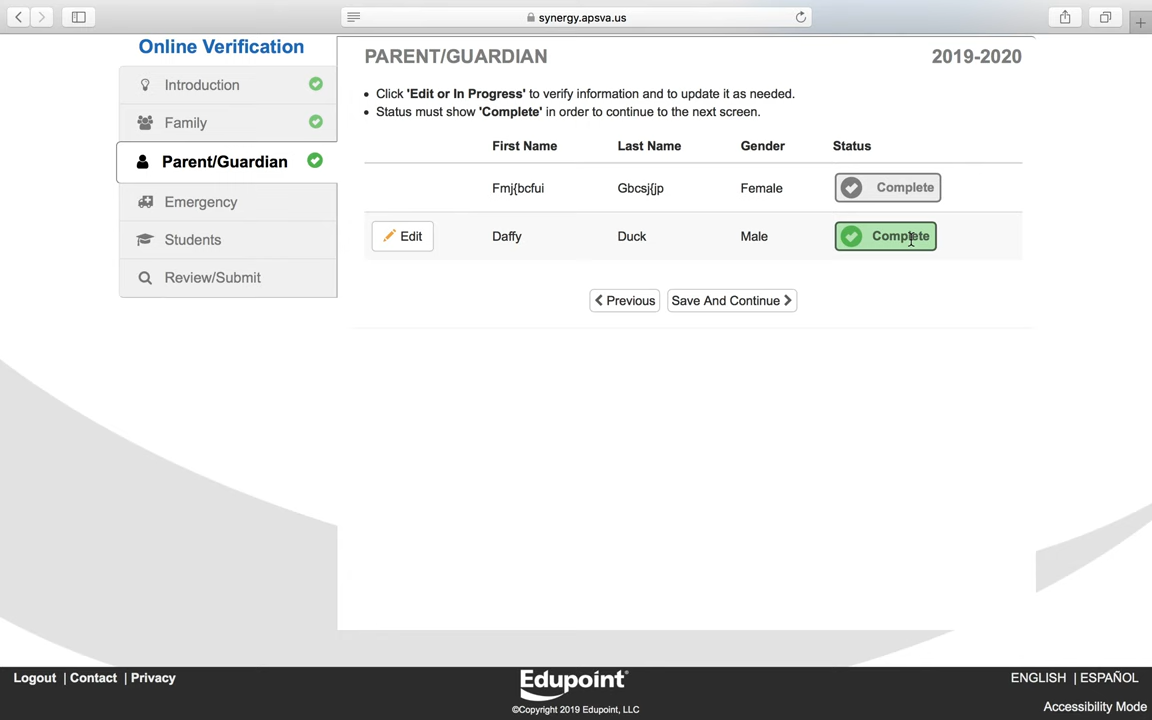 synergy.apsva.us
Online Verification
Introduction
Family
Parent/Guardian
Emergency
Students
Review/Submit
PARENT/GUARDIAN 2019-2020
• Click 'Edit or In Progress' to verify information and to update it as needed.
• Status must show 'Complete' in order to continue to the next screen.
First Name Last Name Gender Status
Fmj{bcfui Gbcsj{jp Female Complete
Edit Daffy Duck Male Complete
Previous Save And Continue
Logout | Contact | Privacy
Edupoint®
©Copyright 2019 Edupoint, LLC
ENGLISH | ESPAÑOL
Accessibility Mode